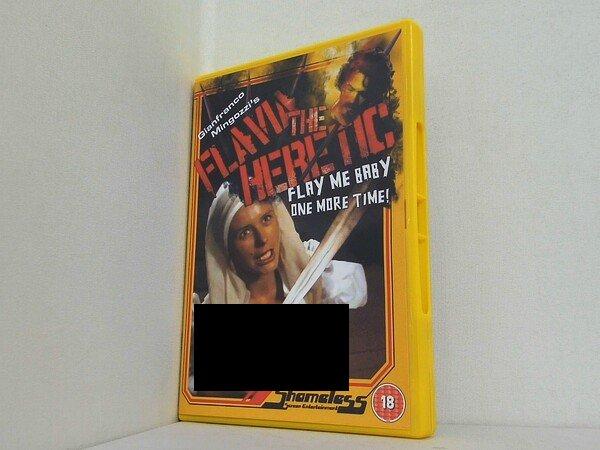 Gianfranco
Mingozzi's
FLAVIA
THE
HERETIC
FLAY ME BABY
ONE MORE TIME!
Shameless
Screen Entertainment
18